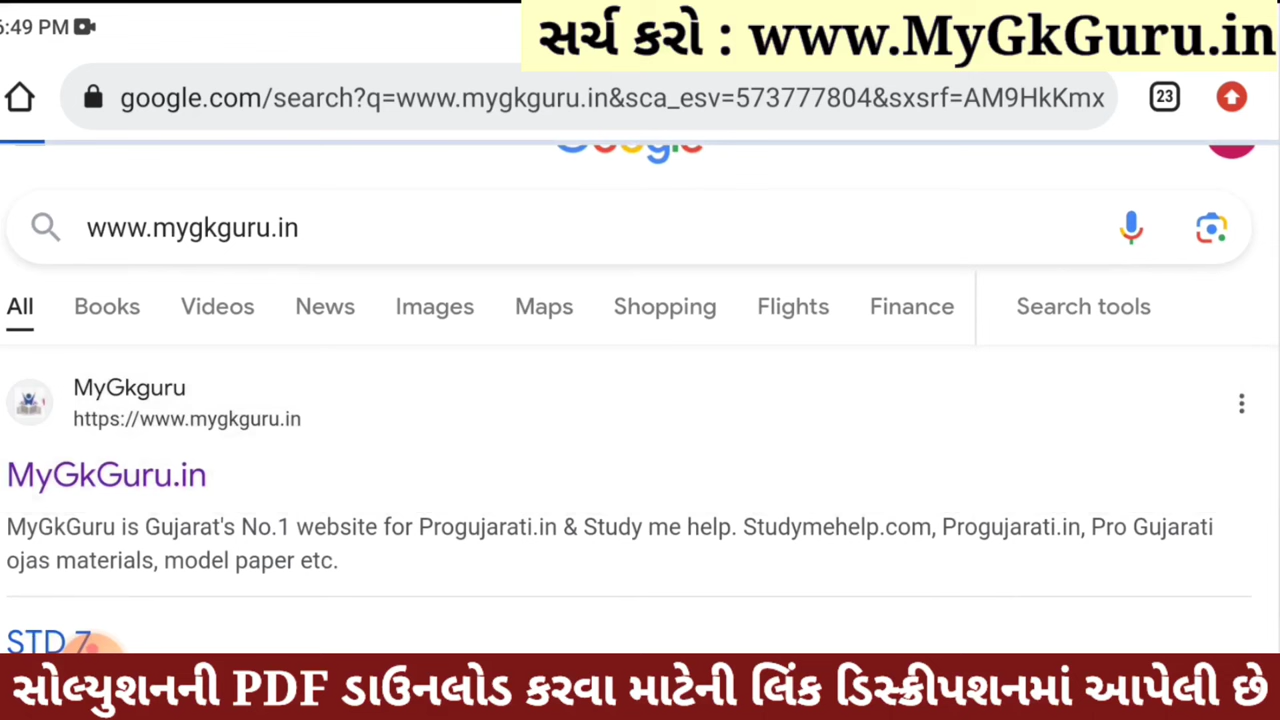 6:49 PM
સર્ચ કરો : www.MyGkGuru.in
google.com/search?q=www.mygkguru.in&sca_esv=573777804&sxsrf=AM9HkKmx
23
Google
www.mygkguru.in
All Books Videos News Images Maps Shopping Flights Finance Search tools
MyGkguru
https://www.mygkguru.in
MyGkGuru.in
MyGkGuru is Gujarat's No.1 website for Progujarati.in & Study me help. Studymehelp.com, Progujarati.in, Pro Gujarati
ojas materials, model paper etc.
STD 7
સોલ્યુશનની PDF ડાઉનલોડ કરવા માટેની લિંક ડિસ્ક્રીપશનમાં આપેલી છે